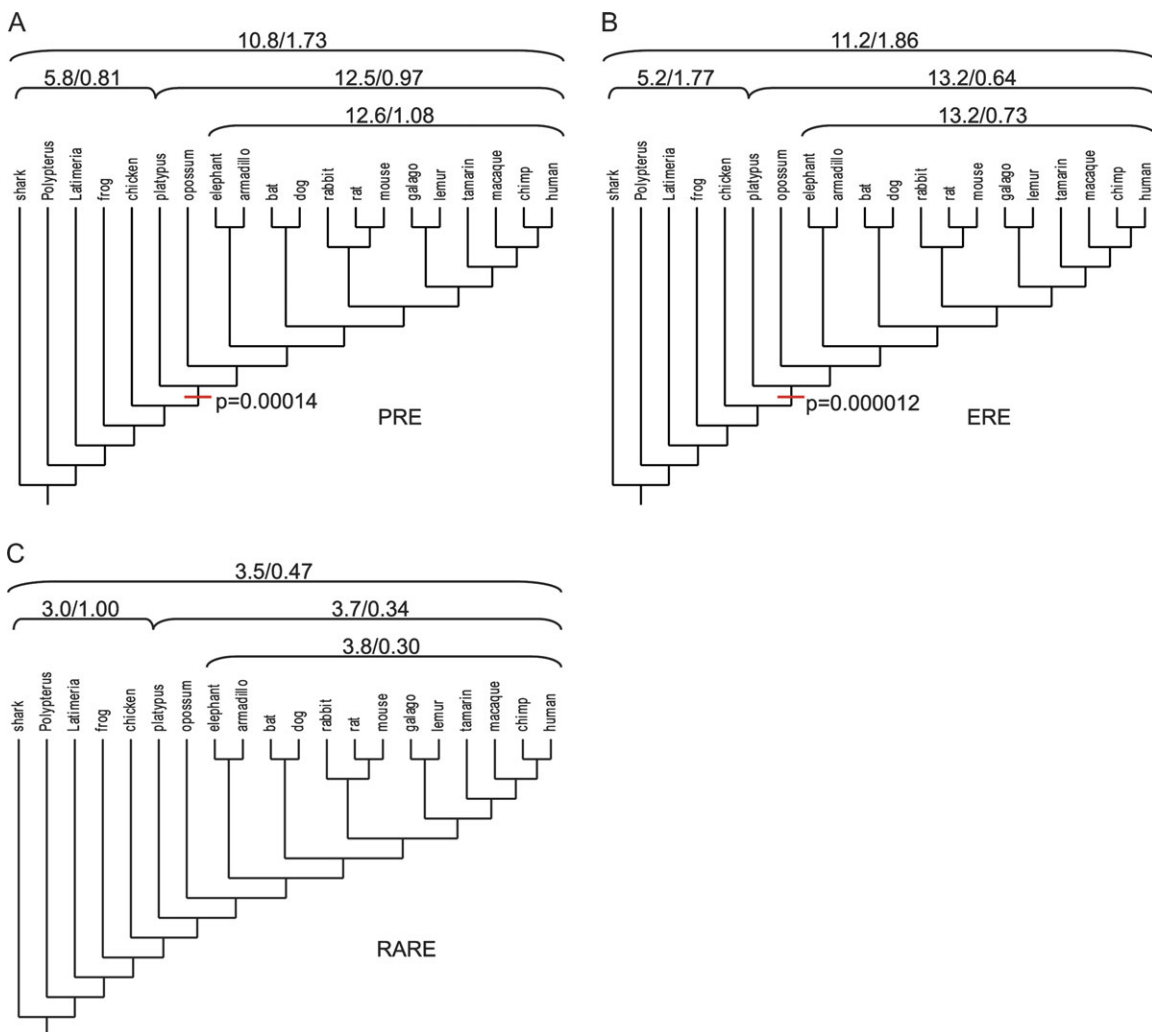 A
10.8/1.73
5.8/0.81
12.5/0.97
12.6/1.08
shark
Polypterus
Latimeria
frog
chicken
platypus
opossum
elephant
armadillo
bat
dog
rabbit
rat
mouse
galago
lemur
tamarin
macaque
chimp
human
p=0.00014
PRE
B
11.2/1.86
5.2/1.77
13.2/0.64
13.2/0.73
shark
Polypterus
Latimeria
frog
chicken
platypus
opossum
elephant
armadillo
bat
dog
rabbit
rat
mouse
galago
lemur
tamarin
macaque
chimp
human
p=0.000012
ERE
C
3.5/0.47
3.0/1.00
3.7/0.34
3.8/0.30
shark
Polypterus
Latimeria
frog
chicken
platypus
opossum
elephant
armadillo
bat
dog
rabbit
rat
mouse
galago
lemur
tamarin
macaque
chimp
human
RARE